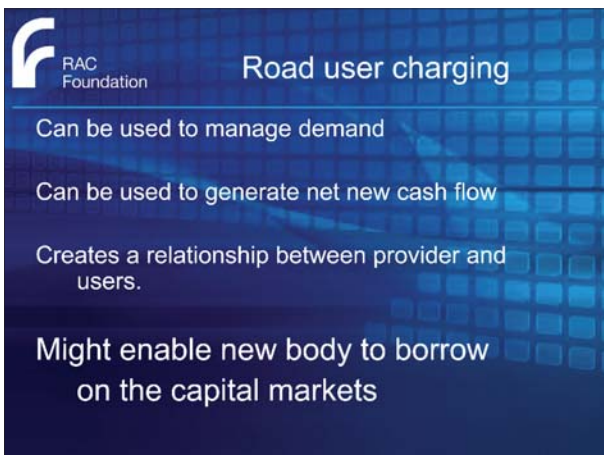 RAC
Foundation
Road user charging
Can be used to manage demand
Can be used to generate net new cash flow
Creates a relationship between provider and
users.
Might enable new body to borrow
on the capital markets